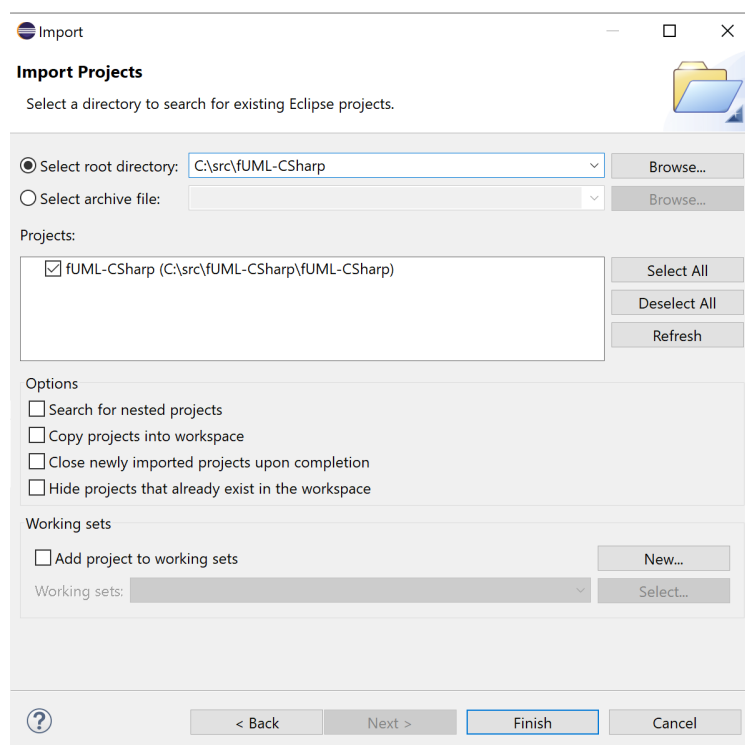 Import
Import Projects
Select a directory to search for existing Eclipse projects.
Select root directory: C:\src\fUML-CSharp Browse...
Select archive file: Browse...
Projects:
fUML-CSharp (C:\src\fUML-CSharp\fUML-CSharp)
Select All
Deselect All
Refresh
Options
Search for nested projects
Copy projects into workspace
Close newly imported projects upon completion
Hide projects that already exist in the workspace
Working sets
Add project to working sets New...
Working sets: Select...
? < Back Next > Finish Cancel